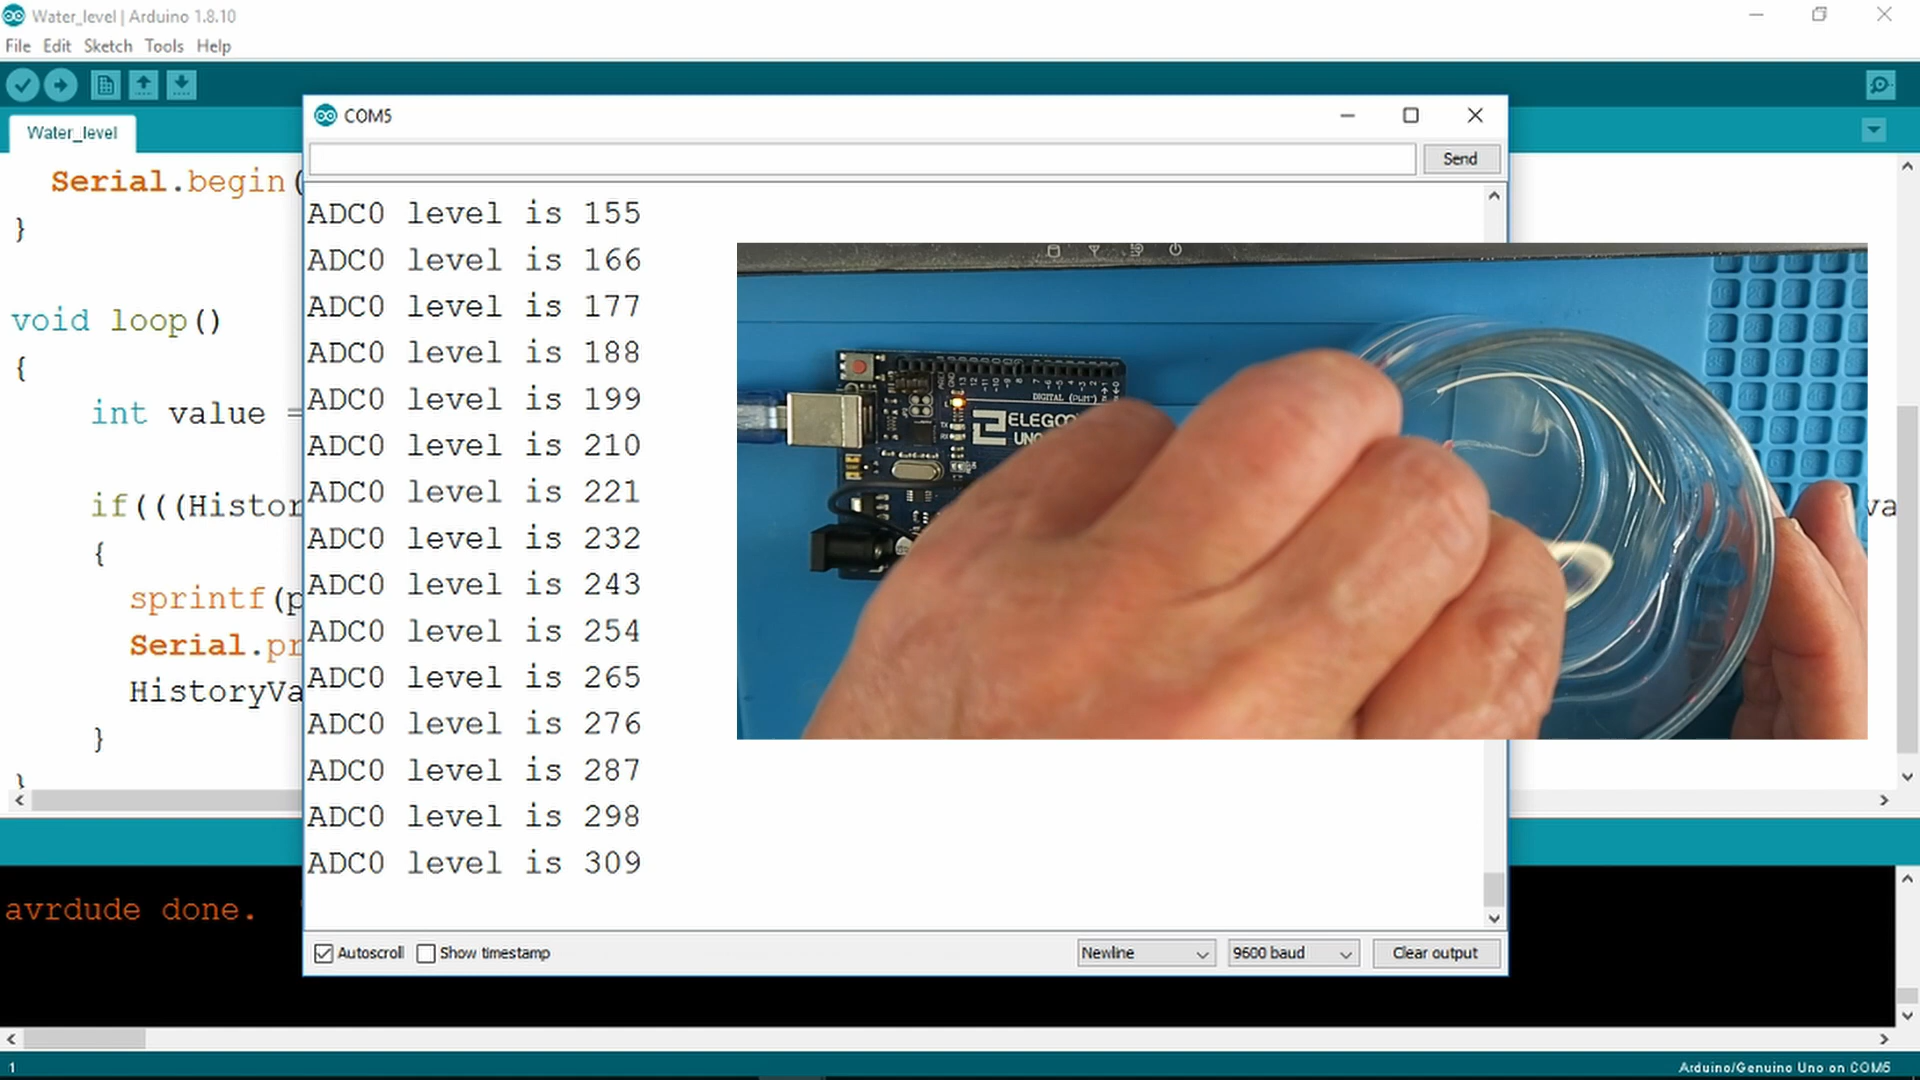 Water_level | Arduino 1.8.10
File Edit Sketch Tools Help
Water_level
Serial.begin(
}
void loop()
{
int value =
if(((Histor
va
{
sprintf(p
Serial.pr
HistoryVa
}
}
avrdude done.
1
Arduino/Genuino Uno on COM5
COM5
Send
ADC0 level is 155
ADC0 level is 166
ADC0 level is 177
ADC0 level is 188
ADC0 level is 199
ADC0 level is 210
ADC0 level is 221
ADC0 level is 232
ADC0 level is 243
ADC0 level is 254
ADC0 level is 265
ADC0 level is 276
ADC0 level is 287
ADC0 level is 298
ADC0 level is 309
Autoscroll Show timestamp Newline 9600 baud Clear output
DIGITAL (PWM~)
ELEGOO
UNO